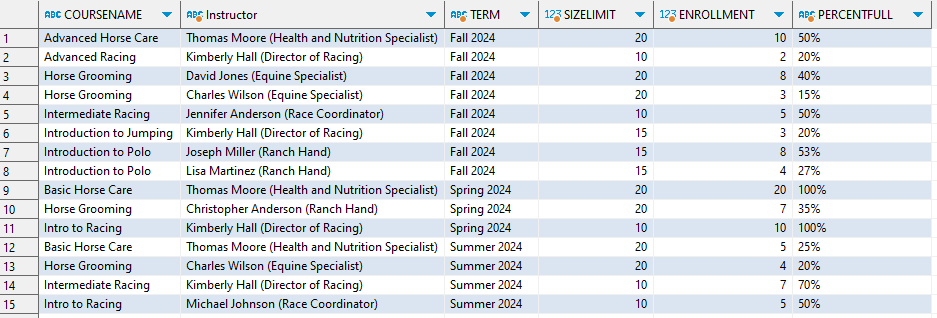 ABC COURSENAME ABC Instructor ABC TERM 123 SIZELIMIT 123 ENROLLMENT ABC PERCENTFULL
1 Advanced Horse Care Thomas Moore (Health and Nutrition Specialist) Fall 2024 20 10 50%
2 Advanced Racing Kimberly Hall (Director of Racing) Fall 2024 10 2 20%
3 Horse Grooming David Jones (Equine Specialist) Fall 2024 20 8 40%
4 Horse Grooming Charles Wilson (Equine Specialist) Fall 2024 20 3 15%
5 Intermediate Racing Jennifer Anderson (Race Coordinator) Fall 2024 10 5 50%
6 Introduction to Jumping Kimberly Hall (Director of Racing) Fall 2024 15 3 20%
7 Introduction to Polo Joseph Miller (Ranch Hand) Fall 2024 15 8 53%
8 Introduction to Polo Lisa Martinez (Ranch Hand) Fall 2024 15 4 27%
9 Basic Horse Care Thomas Moore (Health and Nutrition Specialist) Spring 2024 20 20 100%
10 Horse Grooming Christopher Anderson (Ranch Hand) Spring 2024 20 7 35%
11 Intro to Racing Kimberly Hall (Director of Racing) Spring 2024 10 10 100%
12 Basic Horse Care Thomas Moore (Health and Nutrition Specialist) Summer 2024 20 5 25%
13 Horse Grooming Charles Wilson (Equine Specialist) Summer 2024 20 4 20%
14 Intermediate Racing Kimberly Hall (Director of Racing) Summer 2024 10 7 70%
15 Intro to Racing Michael Johnson (Race Coordinator) Summer 2024 10 5 50%